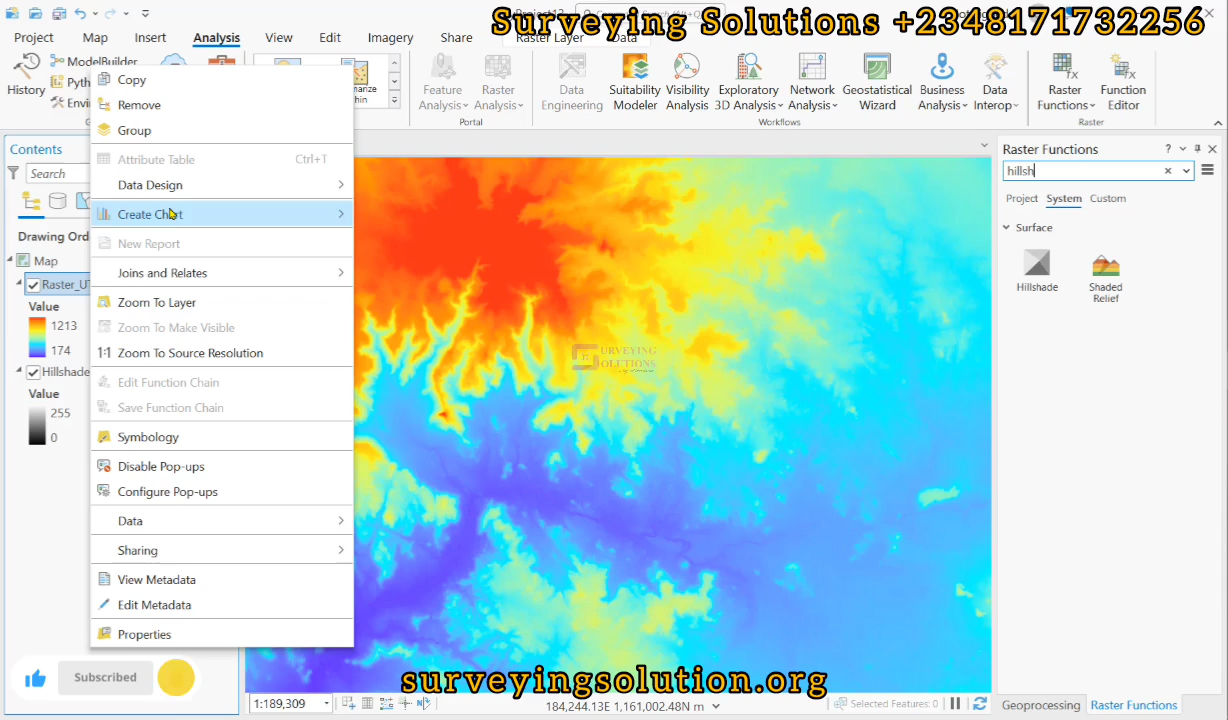 Surveying Solutions +2348171732256
Project
Map
Insert
Analysis
View
Edit
Imagery
Share
Raster Layer
Data
History
ModelBuilder
Feature Analysis
Raster Analysis
Portal
Data Engineering
Suitability Modeler
Visibility Analysis
Exploratory 3D Analysis
Network Analysis
Geostatistical Wizard
Business Analysis
Data Interop
Workflows
Raster Functions
Function Editor
Raster
Contents
Search
Drawing Ord
Map
Raster_UT
Value
1213
174
Hillshade
Value
255
0
Copy
Remove
Group
Attribute Table Ctrl+T
Data Design
Create Chart
New Report
Joins and Relates
Zoom To Layer
Zoom To Make Visible
1:1 Zoom To Source Resolution
Edit Function Chain
Save Function Chain
Symbology
Disable Pop-ups
Configure Pop-ups
Data
Sharing
View Metadata
Edit Metadata
Properties
Subscribed
URVEYING
OLUTIONS
surveyingsolution.org
1:189,309
184,244.13E 1,161,002.48N m
Selected Features: 0
Raster Functions
hillsh
Project System Custom
Surface
Hillshade
Shaded Relief
Geoprocessing Raster Functions